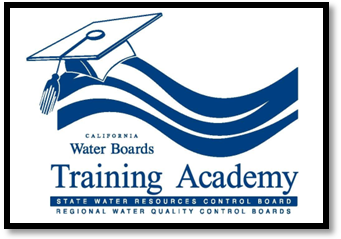 CALIFORNIA
Water Boards
Training Academy
STATE WATER RESOURCES CONTROL BOARD
REGIONAL WATER QUALITY CONTROL BOARDS